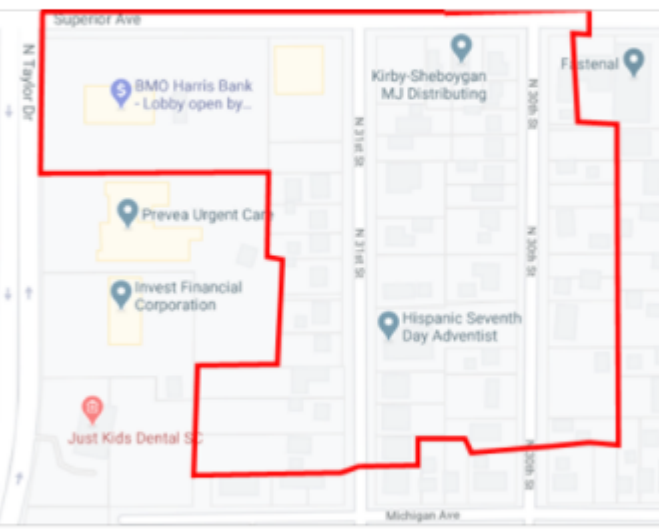 Superior Ave
N Taylor Dr
BMO Harris Bank
- Lobby open by...
Kirby-Sheboygan
MJ Distributing
Fastenal
N 31st St
N 30th St
Prevea Urgent Care
N 31st St
N 30th St
Invest Financial
Corporation
Hispanic Seventh
Day Adventist
Just Kids Dental SC
N 30th St
Michigan Ave